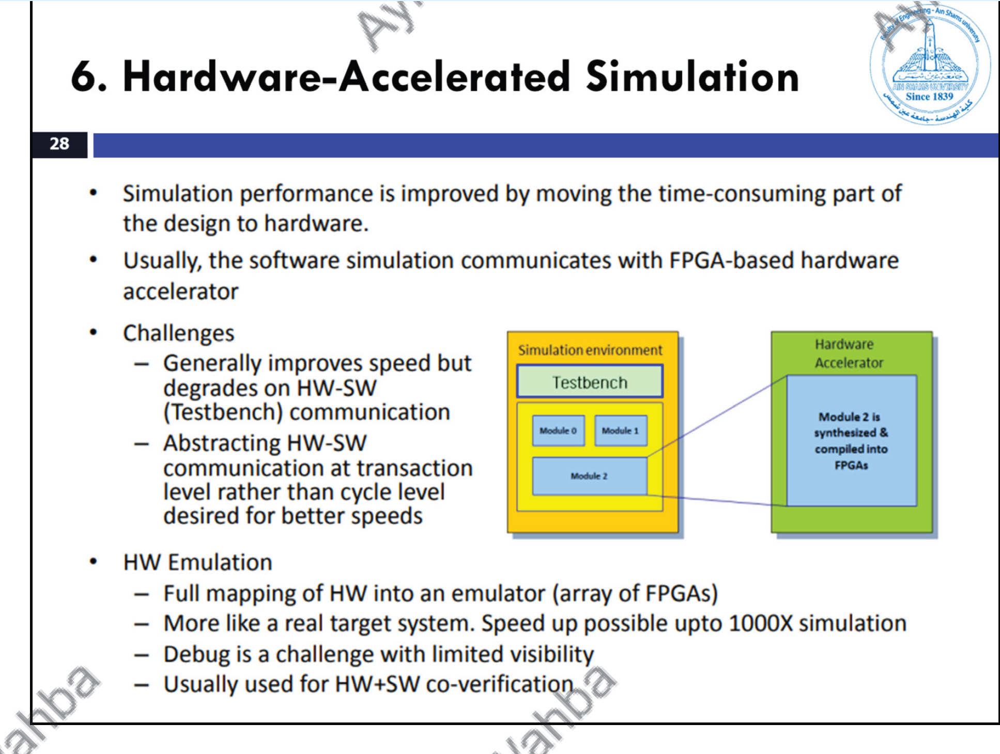 Faculty of Engineering - Ain Shams university
جامعة عين شمس
AIN SHAMS UNIVERSITY
Since 1839
كلية الهندسة - جامعة عين شمس
6. Hardware-Accelerated Simulation
28
• Simulation performance is improved by moving the time-consuming part of
the design to hardware.
• Usually, the software simulation communicates with FPGA-based hardware
accelerator
• Challenges
– Generally improves speed but
degrades on HW-SW
(Testbench) communication
– Abstracting HW-SW
communication at transaction
level rather than cycle level
desired for better speeds
Simulation environment
Testbench
Module 0
Module 1
Module 2
Hardware
Accelerator
Module 2 is
synthesized &
compiled into
FPGAs
• HW Emulation
– Full mapping of HW into an emulator (array of FPGAs)
– More like a real target system. Speed up possible upto 1000X simulation
– Debug is a challenge with limited visibility
– Usually used for HW+SW co-verification